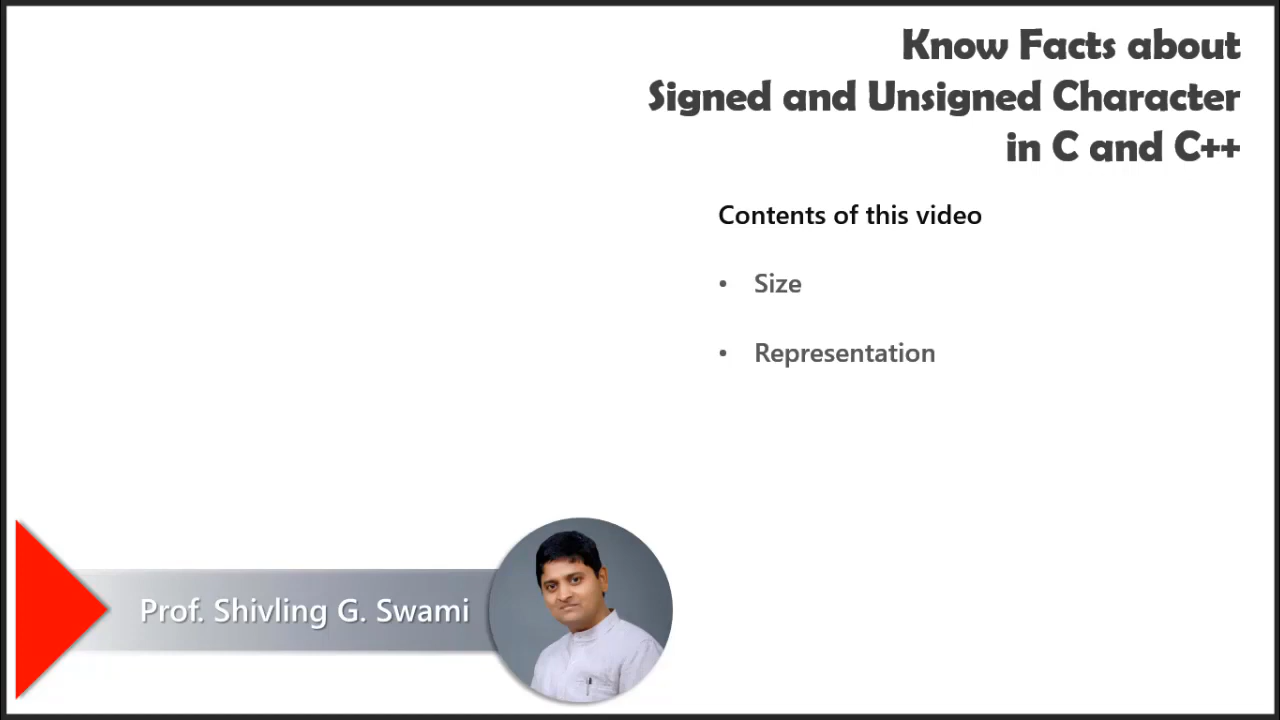 Know Facts about
Signed and Unsigned Character
in C and C++
Contents of this video
• Size
• Representation
Prof. Shivling G. Swami